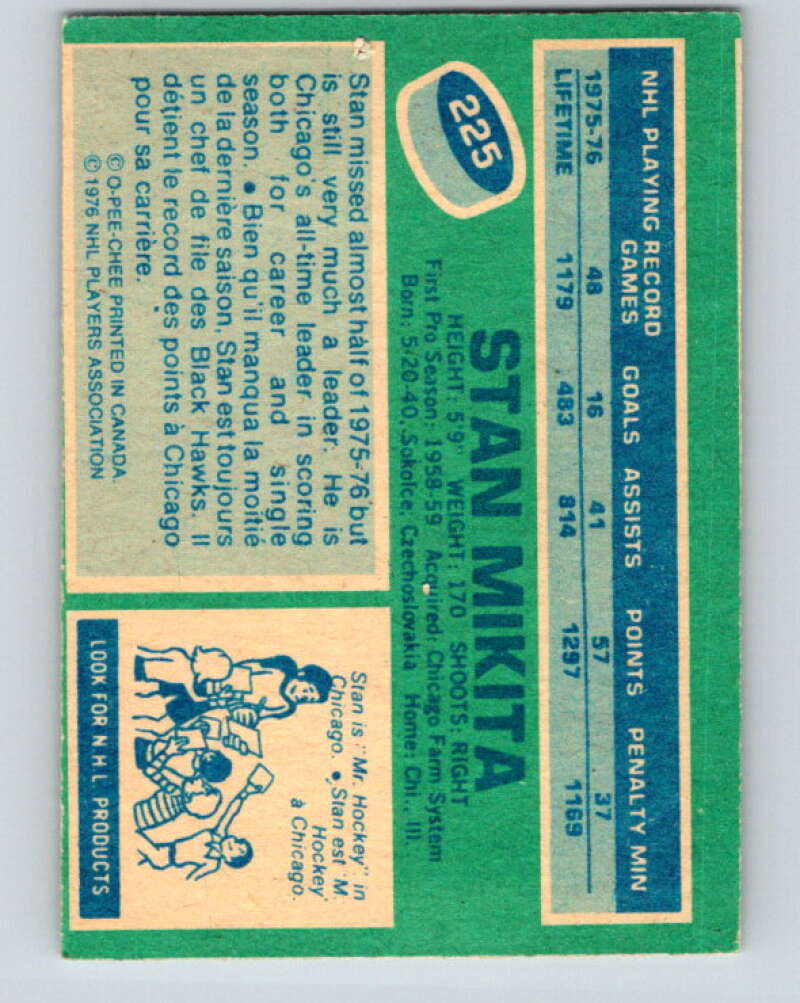 NHL PLAYING RECORD
GAMES GOALS ASSISTS POINTS PENALTY MIN
1975-76 48 16 41 57 37
LIFETIME 1179 483 814 1297 1169
225
STAN MIKITA
HEIGHT: 5'9" WEIGHT: 170 SHOOTS: RIGHT
First Pro Season: 1958-59 Acquired: Chicago Farm System
Born: 5/20-40, Sokolce, Czechoslovakia Home: Chi., Ill.
Stan missed almost half of 1975-76 but
is still very much a leader. He is
Chicago's all-time leader in scoring
both for career and single
season. • Bien qu'il manqua la moitié
de la dernière saison, Stan est toujours
un chef de file des Black Hawks. Il
détient le record des points à Chicago
pour sa carrière.
© O-PEE-CHEE PRINTED IN CANADA.
© 1976 NHL PLAYERS ASSOCIATION
Stan is "Mr. Hockey" in
Chicago. • Stan est 'M.
Hockey'
à Chicago.
LOOK FOR N H L PRODUCTS